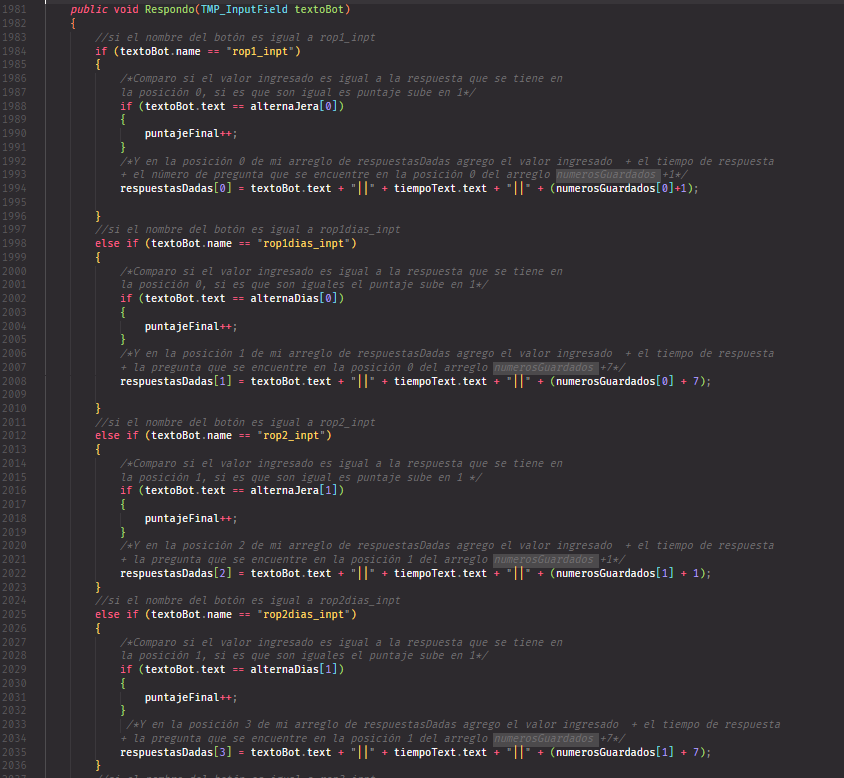 1981 public void Respondo(TMP_InputField textoBot)
1982 {
1983 //si el nombre del botón es igual a rop1_inpt
1984 if (textoBot.name == "rop1_inpt")
1985 {
1986 /*Comparo si el valor ingresado es igual a la respuesta que se tiene en
1987 la posición 0, si es que son igual es puntaje sube en 1*/
1988 if (textoBot.text == alternaJera[0])
1989 {
1990 puntajeFinal++;
1991 }
1992 /*Y en la posición 0 de mi arreglo de respuestasDadas agrego el valor ingresado + el tiempo de respuesta
1993 + el número de pregunta que se encuentre en la posición 0 del arreglo numerosGuardados +1*/
1994 respuestasDadas[0] = textoBot.text + "||" + tiempoText.text + "||" + (numerosGuardados[0]+1);
1995
1996 }
1997 //si el nombre del botón es igual a rop1dias_inpt
1998 else if (textoBot.name == "rop1dias_inpt")
1999 {
2000 /*Comparo si el valor ingresado es igual a la respuesta que se tiene en
2001 la posición 0, si es que son iguales el puntaje sube en 1*/
2002 if (textoBot.text == alternaDias[0])
2003 {
2004 puntajeFinal++;
2005 }
2006 /*Y en la posición 1 de mi arreglo de respuestasDadas agrego el valor ingresado + el tiempo de respuesta
2007 + la pregunta que se encuentre en la posición 0 del arreglo numerosGuardados +7*/
2008 respuestasDadas[1] = textoBot.text + "||" + tiempoText.text + "||" + (numerosGuardados[0] + 7);
2009
2010 }
2011 //si el nombre del botón es igual a rop2_inpt
2012 else if (textoBot.name == "rop2_inpt")
2013 {
2014 /*Comparo si el valor ingresado es igual a la respuesta que se tiene en
2015 la posición 1, si es que son igual es puntaje sube en 1 */
2016 if (textoBot.text == alternaJera[1])
2017 {
2018 puntajeFinal++;
2019 }
2020 /*Y en la posición 2 de mi arreglo de respuestasDadas agrego el valor ingresado + el tiempo de respuesta
2021 + la pregunta que se encuentre en la posición 1 del arreglo numerosGuardados +1*/
2022 respuestasDadas[2] = textoBot.text + "||" + tiempoText.text + "||" + (numerosGuardados[1] + 1);
2023 }
2024 //si el nombre del botón es igual a rop2dias_inpt
2025 else if (textoBot.name == "rop2dias_inpt")
2026 {
2027 /*Comparo si el valor ingresado es igual a la respuesta que se tiene en
2028 la posición 1, si es que son iguales el puntaje sube en 1*/
2029 if (textoBot.text == alternaDias[1])
2030 {
2031 puntajeFinal++;
2032 }
2033 /*Y en la posición 3 de mi arreglo de respuestasDadas agrego el valor ingresado + el tiempo de respuesta
2034 + la pregunta que se encuentre en la posición 1 del arreglo numerosGuardados +7*/
2035 respuestasDadas[3] = textoBot.text + "||" + tiempoText.text + "||" + (numerosGuardados[1] + 7);
2036 }